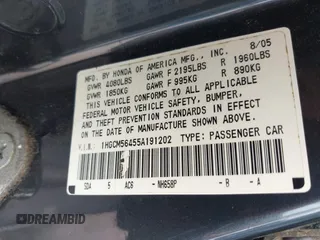 MFD. BY HONDA OF AMERICA MFG., INC. 8/05
GVWR 4080LBS GAWR F 2195LBS R 1960LBS
GVWR 1850KG GAWR F 995KG R 890KG
THIS VEHICLE CONFORMS TO ALL APPLICABLE
FEDERAL MOTOR VEHICLE SAFETY, BUMPER,
AND THEFT PREVENTION STANDARDS IN EFFECT
ON THE DATE OF MANUFACTURE SHOWN ABOVE.
1HGCM56455A191202 TYPE: PASSENGER CAR
SDA 5 AC6 NH658P - B - A
DREAMBID